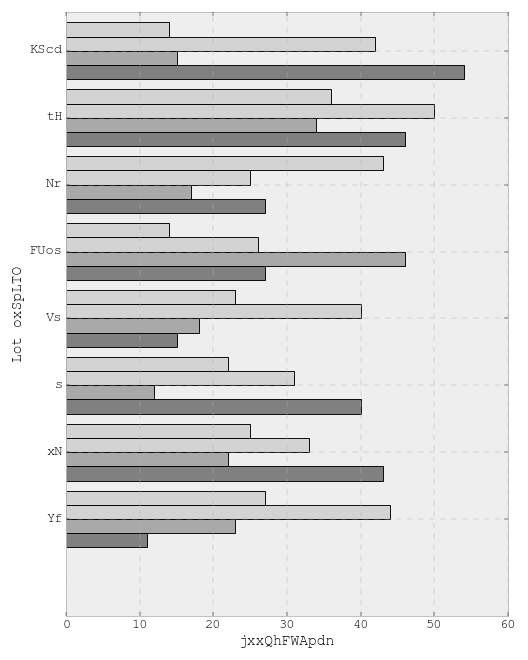 KScd
tH
Nr
FUos
Vs
s
xN
Yf
Lot oxSpLTO
0 10 20 30 40 50 60
jxxQhFWApdn